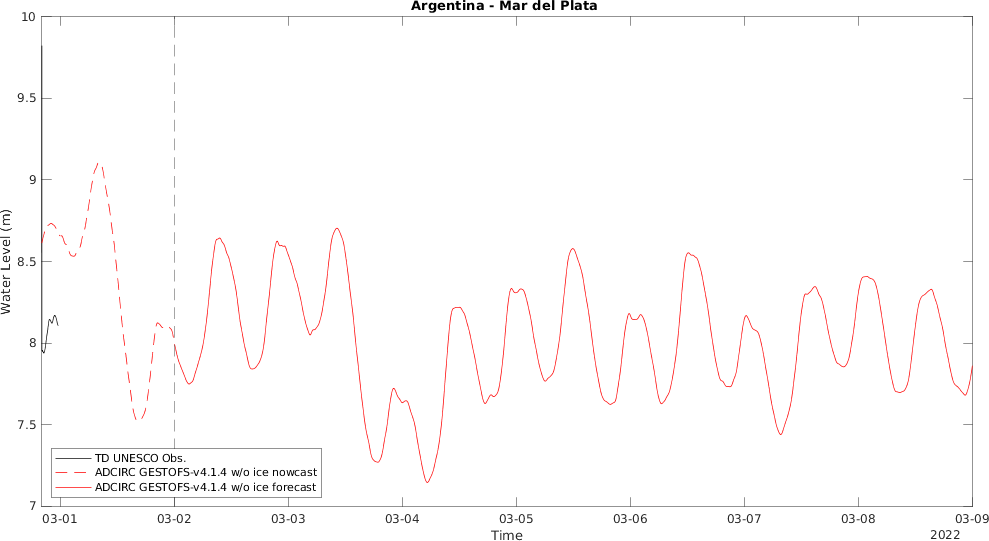 Argentina - Mar del Plata
10
9.5
9
8.5
8
7.5
7
Water Level (m)
TD UNESCO Obs.
ADCIRC GESTOFS-v4.1.4 w/o ice nowcast
ADCIRC GESTOFS-v4.1.4 w/o ice forecast
03-01 03-02 03-03 03-04 03-05 03-06 03-07 03-08 03-09
Time
2022